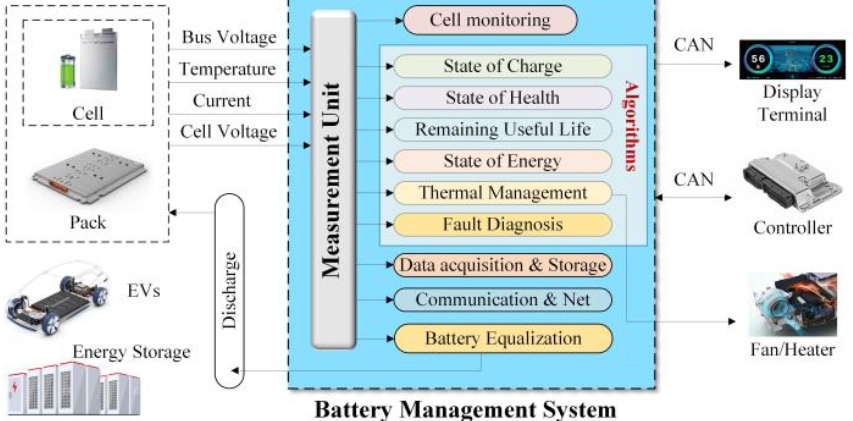 Cell
Pack
EVs
Energy Storage
Bus Voltage
Temperature
Current
Cell Voltage
Discharge
Measurement Unit
Cell monitoring
State of Charge
State of Health
Remaining Useful Life
State of Energy
Thermal Management
Fault Diagnosis
Algorithms
Data acquisition & Storage
Communication & Net
Battery Equalization
CAN
56
23
Display
Terminal
CAN
Controller
Fan/Heater
Battery Management System